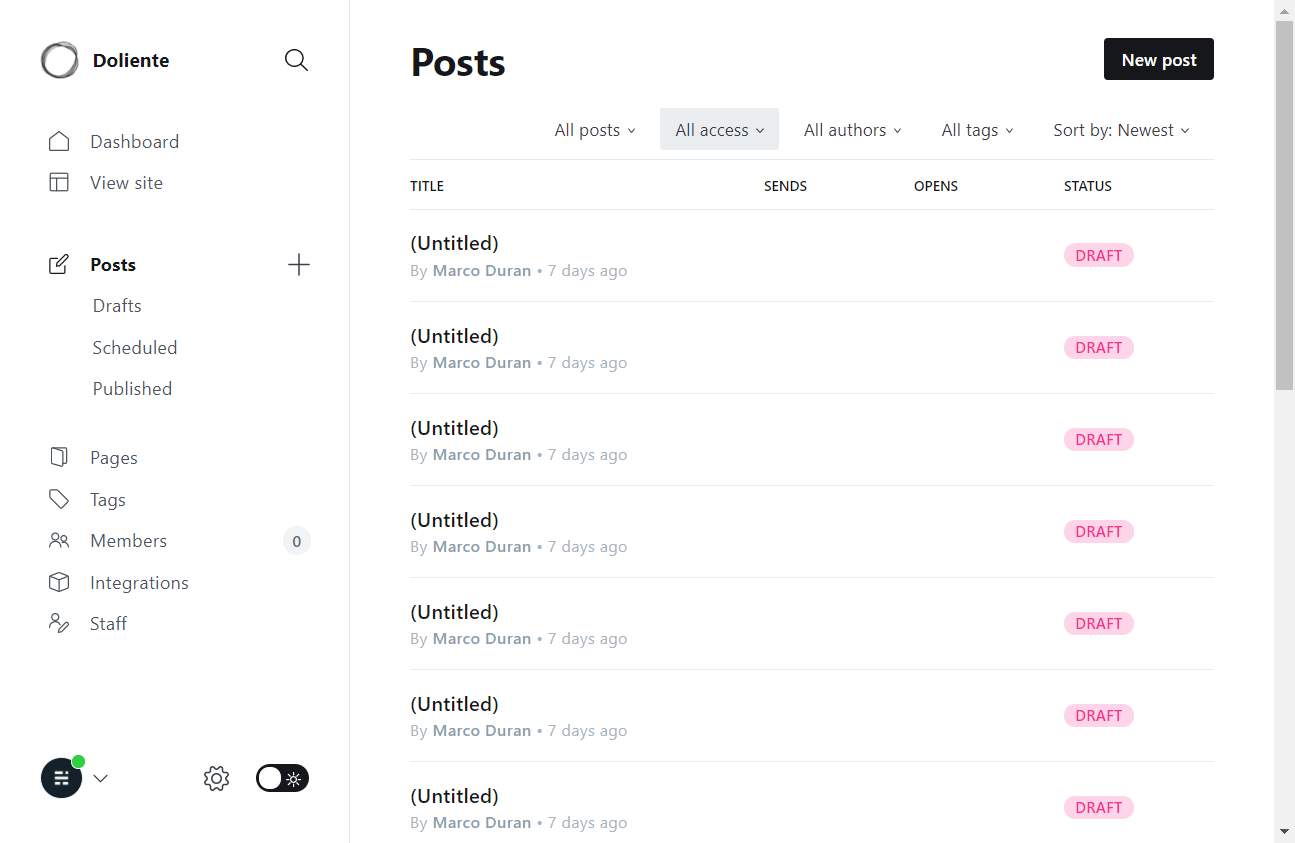 Doliente
Dashboard
View site
Posts
Drafts
Scheduled
Published
Pages
Tags
Members 0
Integrations
Staff
Posts
New post
All posts All access All authors All tags Sort by: Newest
TITLE SENDS OPENS STATUS
(Untitled)
By Marco Duran • 7 days ago
DRAFT
(Untitled)
By Marco Duran • 7 days ago
DRAFT
(Untitled)
By Marco Duran • 7 days ago
DRAFT
(Untitled)
By Marco Duran • 7 days ago
DRAFT
(Untitled)
By Marco Duran • 7 days ago
DRAFT
(Untitled)
By Marco Duran • 7 days ago
DRAFT
(Untitled)
By Marco Duran • 7 days ago
DRAFT